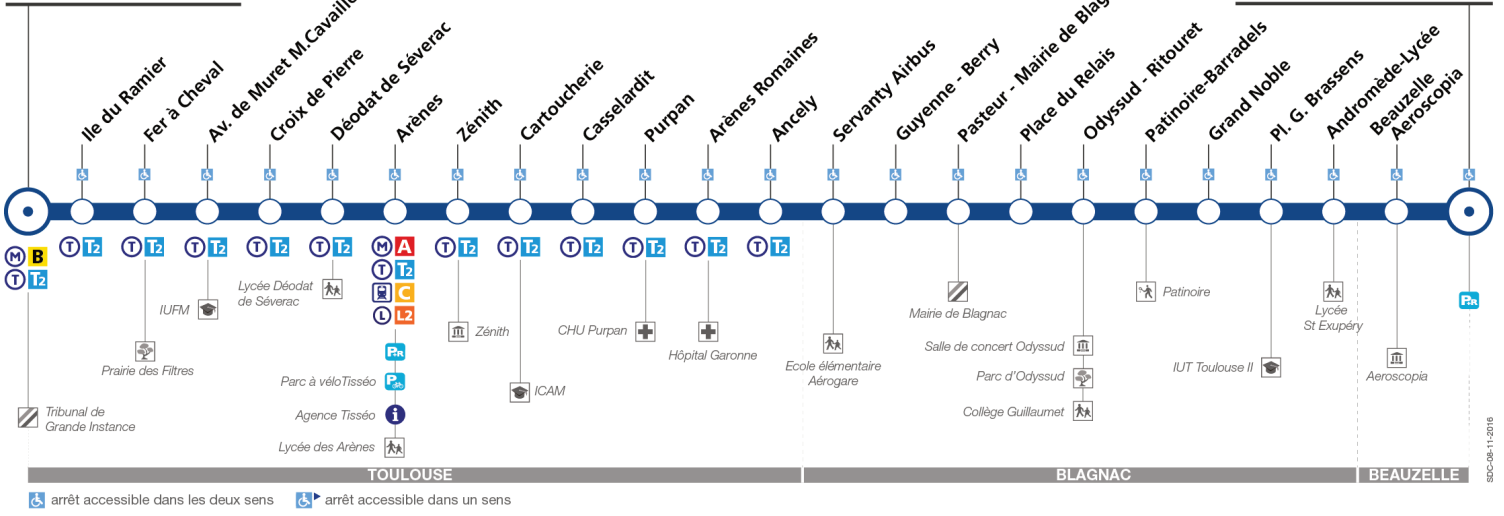 Ile du Ramier
Fer à Cheval
Av. de Muret M.Cavaillé
Croix de Pierre
Déodat de Séverac
Arènes
Zénith
Cartoucherie
Casselardit
Purpan
Arènes Romaines
Ancely
Servanty Airbus
Guyenne - Berry
Pasteur - Mairie de
Place du Relais
Odyssud - Ritouret
Patinoire-Barradels
Grand Noble
Pl. G. Brassens
Andromède-Lycée
Beauzelle
Aeroscopia
M B
T T2
T T2
T T2
T T2
T T2
T T2
M A
T T2
C
L L2
T T2
T T2
T T2
T T2
T T2
T T2
P+R
P
i
P+R
Tribunal de
Grande Instance
Prairie des Filtres
IUFM
Lycée Déodat
de Séverac
Parc à véloTisséo
Agence Tisséo
Lycée des Arènes
Zénith
ICAM
CHU Purpan
Hôpital Garonne
Ecole élémentaire
Aérogare
Mairie de Blagnac
Salle de concert Odyssud
Parc d'Odyssud
Collège Guillaumet
Patinoire
IUT Toulouse II
Lycée
St Exupéry
Aeroscopia
TOULOUSE
BLAGNAC
BEAUZELLE
arrêt accessible dans les deux sens
arrêt accessible dans un sens
SDC-08-11-2016